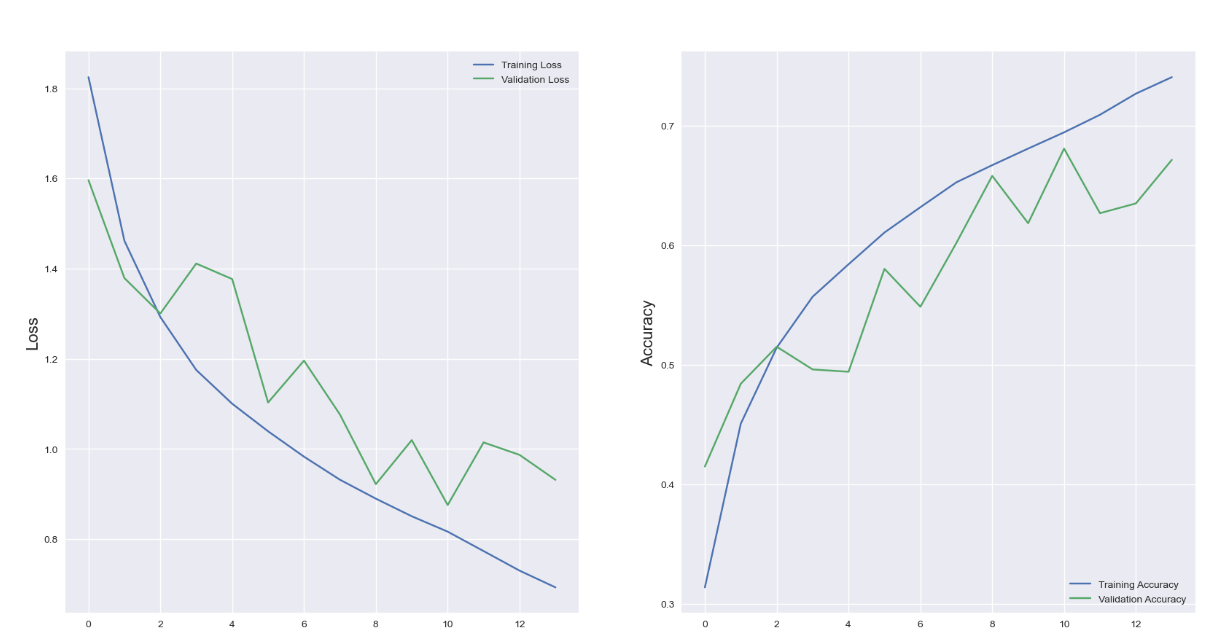 Training Loss
Validation Loss
1.8
1.6
1.4
1.2
1.0
0.8
Loss
0 2 4 6 8 10 12
0.7
0.6
0.5
0.4
0.3
Accuracy
Training Accuracy
Validation Accuracy
0 2 4 6 8 10 12